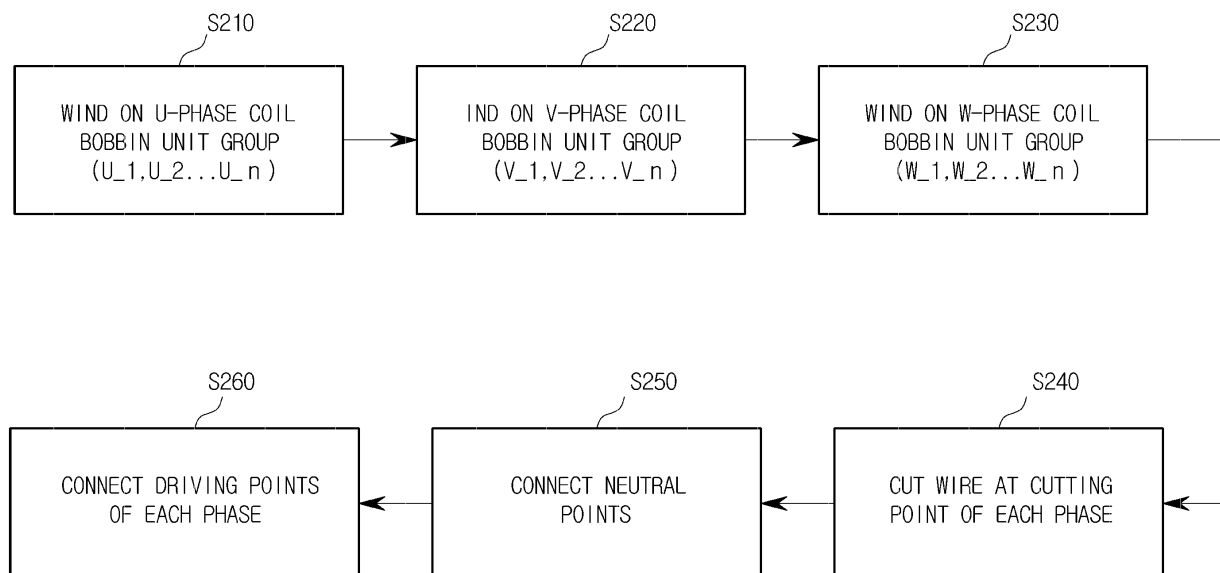 S210
S220
S230
WIND ON U-PHASE COIL
BOBBIN UNIT GROUP
(U_1,U_2...U_n)
IND ON V-PHASE COIL
BOBBIN UNIT GROUP
(V_1,V_2...V_n)
WIND ON W-PHASE COIL
BOBBIN UNIT GROUP
(W_1,W_2...W_n)
S260
S250
S240
CONNECT DRIVING POINTS
OF EACH PHASE
CONNECT NEUTRAL
POINTS
CUT WIRE AT CUTTING
POINT OF EACH PHASE